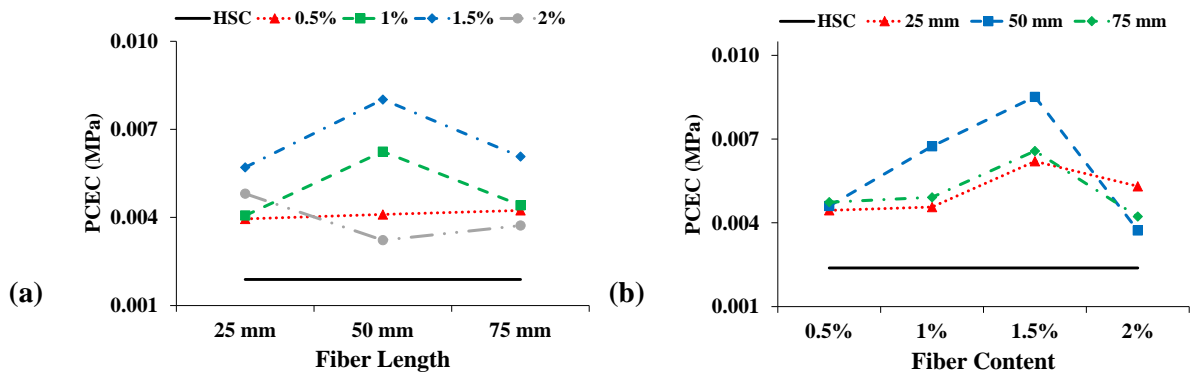 HSC 0.5% 1% 1.5% 2%
0.010
0.007
0.004
0.001
PCEC (MPa)
25 mm 50 mm 75 mm
Fiber Length
(a)
HSC 25 mm 50 mm 75 mm
0.010
0.007
0.004
0.001
PCEC (MPa)
0.5% 1% 1.5% 2%
Fiber Content
(b)